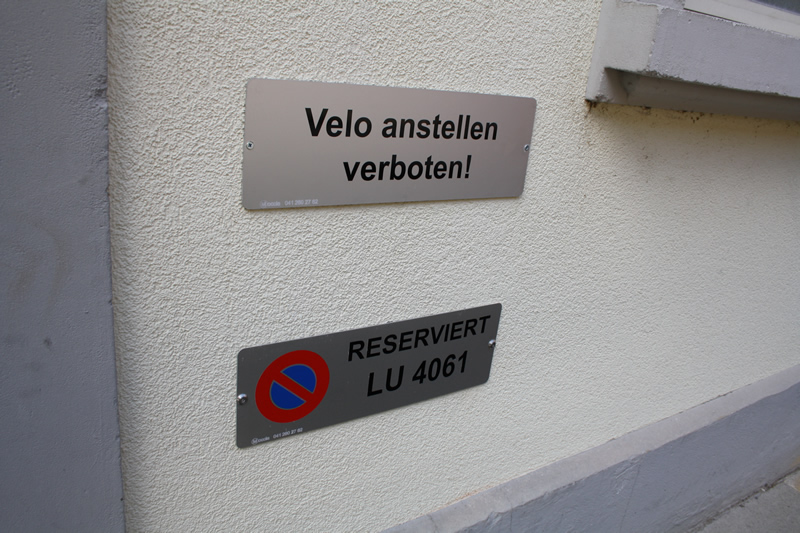 Velo anstellen
verboten!
RESERVIERT
LU 4061